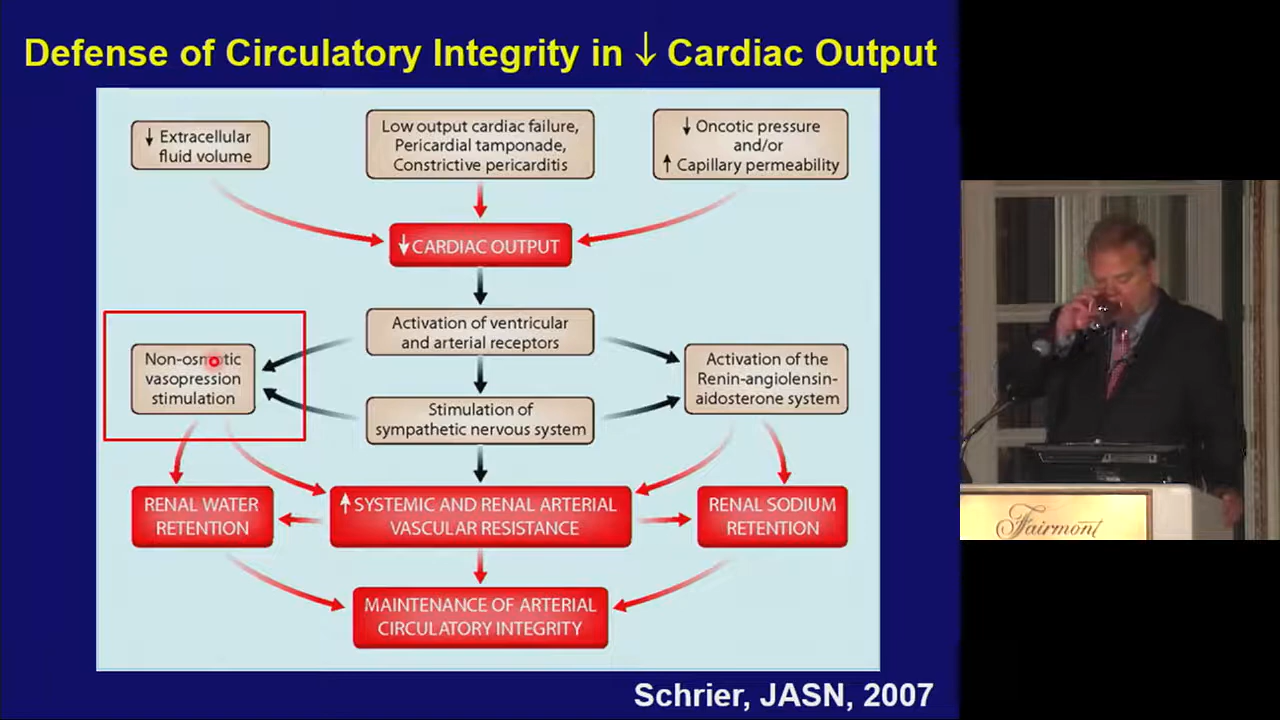 Defense of Circulatory Integrity in ↓ Cardiac Output
↓ Extracellular
fluid volume
Low output cardiac failure,
Pericardial tamponade,
Constrictive pericarditis
↓ Oncotic pressure
and/or
↑ Capillary permeability
↓ CARDIAC OUTPUT
Activation of ventricular
and arterial receptors
Non-osmotic
vasopression
stimulation
Activation of the
Renin-angiolensin-
aidosterone system
Stimulation of
sympathetic nervous system
RENAL WATER
RETENTION
↑ SYSTEMIC AND RENAL ARTERIAL
VASCULAR RESISTANCE
RENAL SODIUM
RETENTION
MAINTENANCE OF ARTERIAL
CIRCULATORY INTEGRITY
Schrier, JASN, 2007
Fairmont